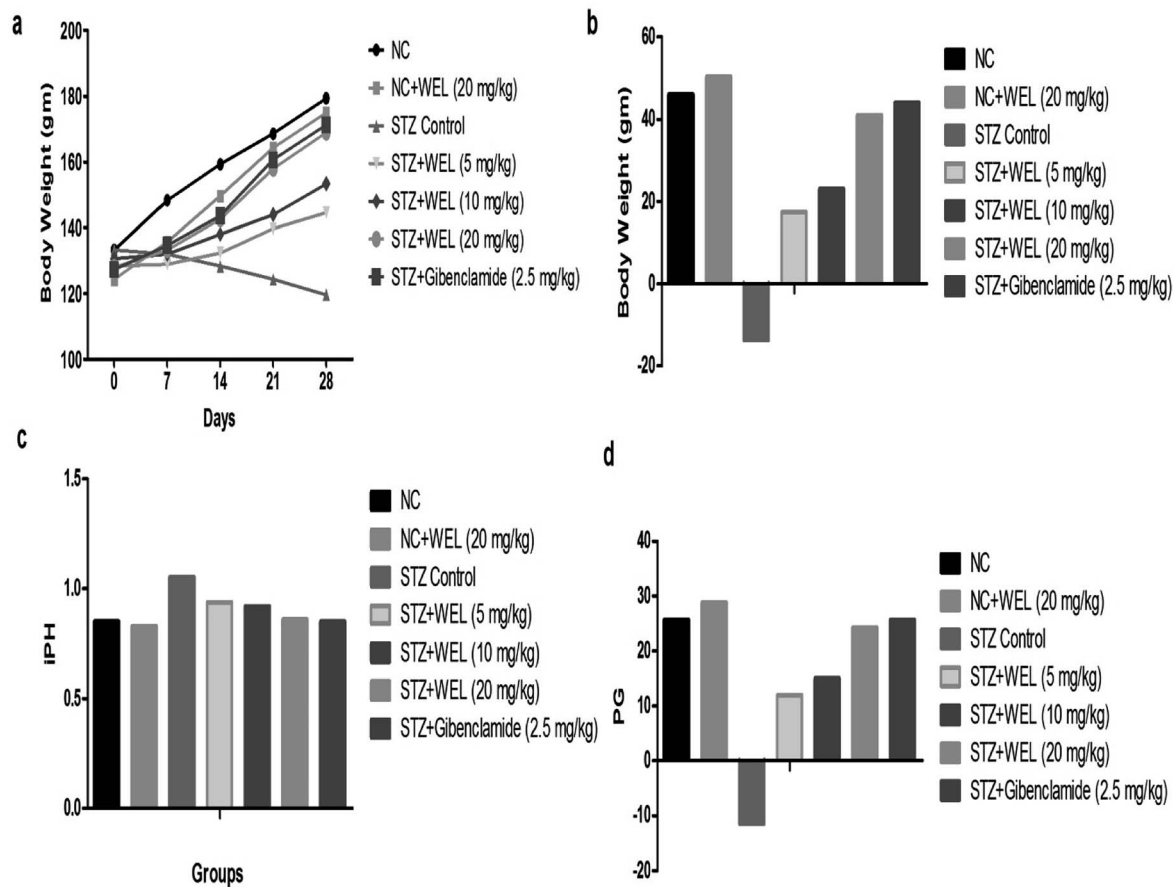 a
200
180
160
140
120
100
Body Weight (gm)
0 7 14 21 28
Days
NC
NC+WEL (20 mg/kg)
STZ Control
STZ+WEL (5 mg/kg)
STZ+WEL (10 mg/kg)
STZ+WEL (20 mg/kg)
STZ+Gibenclamide (2.5 mg/kg)
b
60
40
20
0
-20
Body Weight (gm)
NC
NC+WEL (20 mg/kg)
STZ Control
STZ+WEL (5 mg/kg)
STZ+WEL (10 mg/kg)
STZ+WEL (20 mg/kg)
STZ+Gibenclamide (2.5 mg/kg)
c
1.5
1.0
0.5
0.0
iPH
Groups
NC
NC+WEL (20 mg/kg)
STZ Control
STZ+WEL (5 mg/kg)
STZ+WEL (10 mg/kg)
STZ+WEL (20 mg/kg)
STZ+Gibenclamide (2.5 mg/kg)
d
40
30
20
10
0
-10
-20
PG
NC
NC+WEL (20 mg/kg)
STZ Control
STZ+WEL (5 mg/kg)
STZ+WEL (10 mg/kg)
STZ+WEL (20 mg/kg)
STZ+Gibenclamide (2.5 mg/kg)